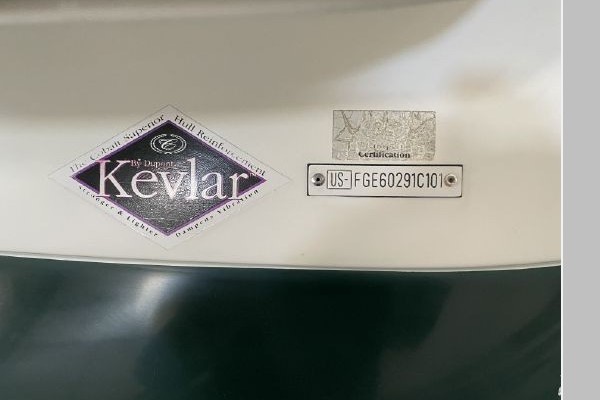 The Cobalt Superior Hull Reinforcement
By Dupont
Kevlar
Stronger & Lighter Dampens Vibration
Certification
US-FGE60291C101